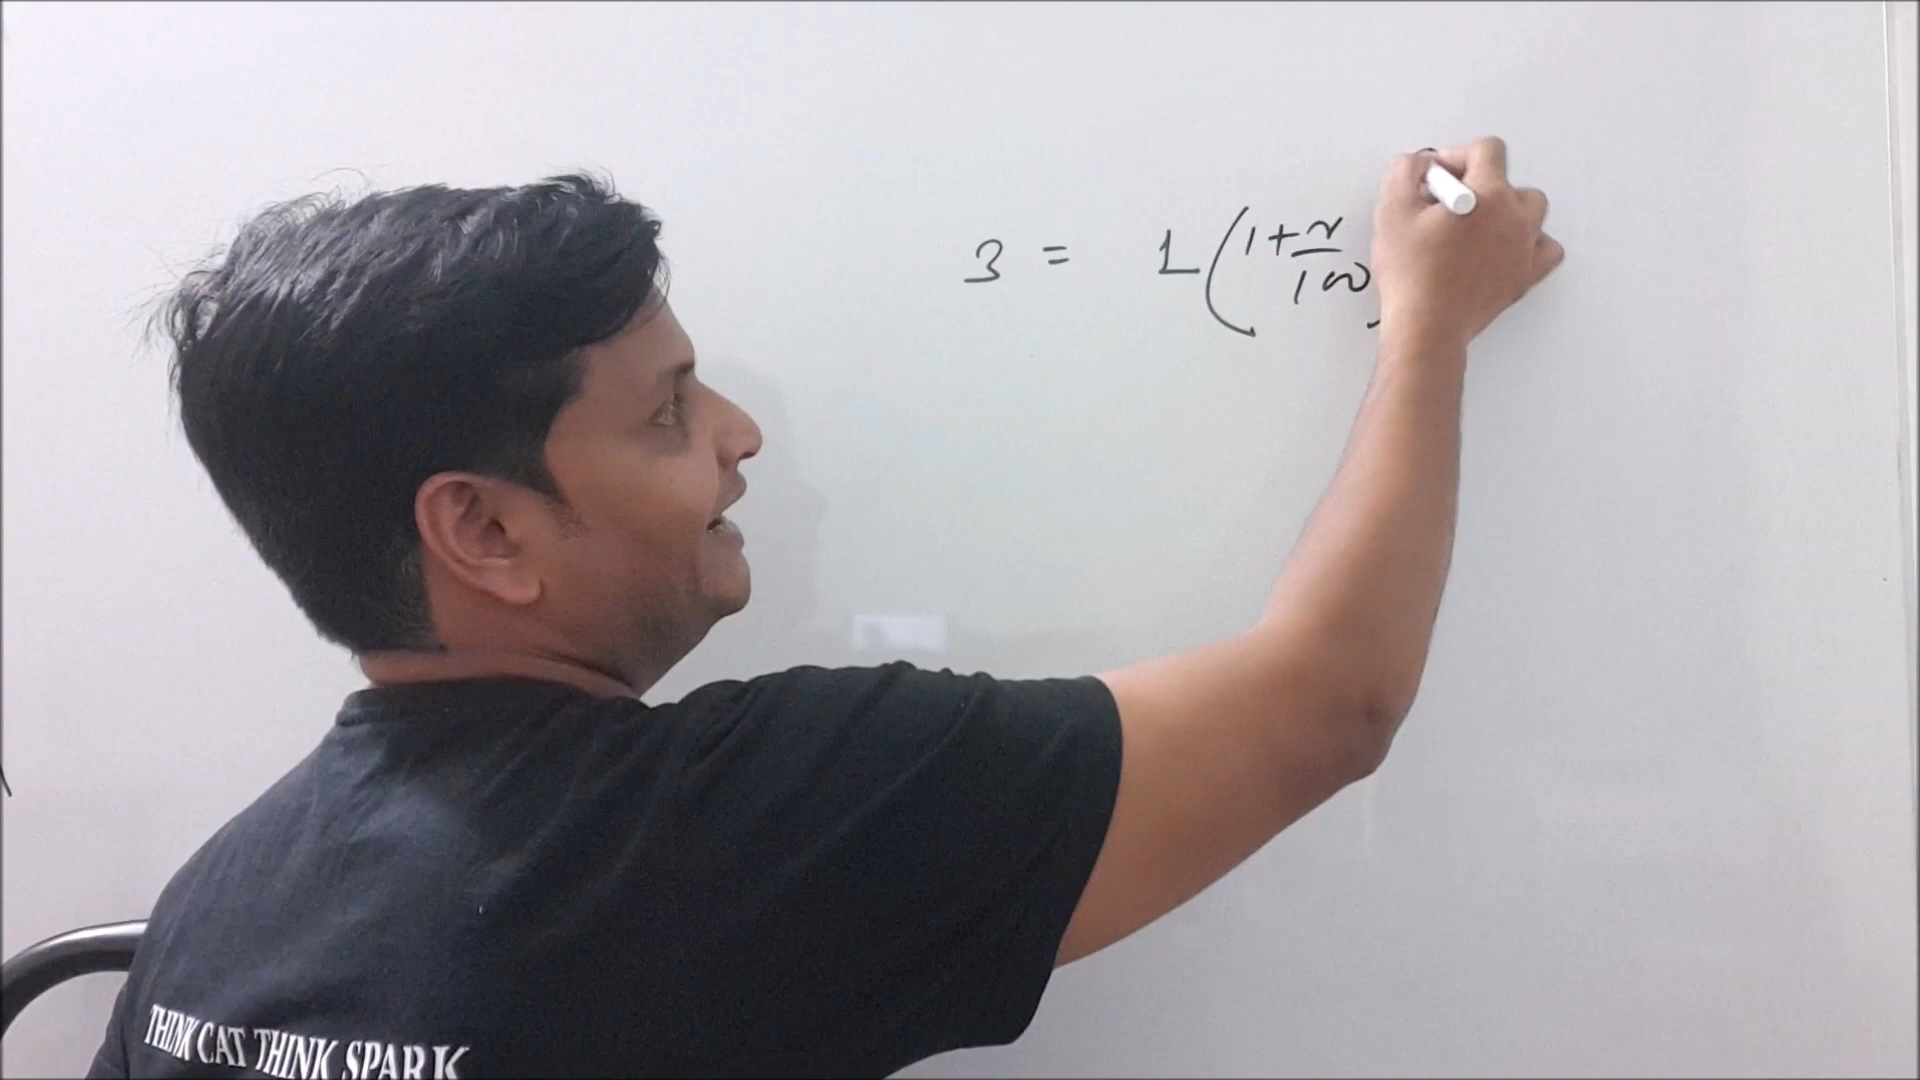 3 = 1(1+r/100)
THINK CAT THINK SPARK